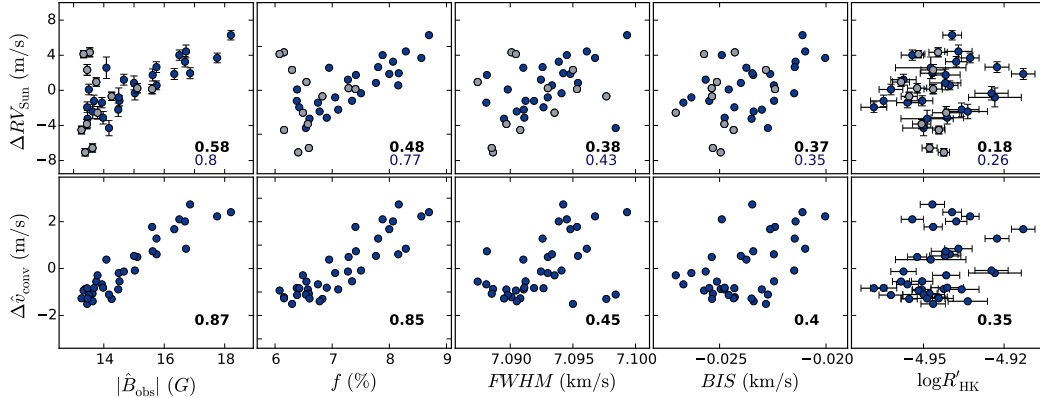 ΔRV_Sun (m/s)
8
4
0
−4
−8
0.58
0.8
0.48
0.77
0.38
0.43
0.37
0.35
0.18
0.26
Δv̂_conv (m/s)
2
0
−2
0.87
0.85
0.45
0.4
0.35
14 16 18
6 7 8 9
7.090 7.095 7.100
−0.025 −0.020
−4.95 −4.92
|B̂_obs| (G)
f (%)
FWHM (km/s)
BIS (km/s)
logR′_HK